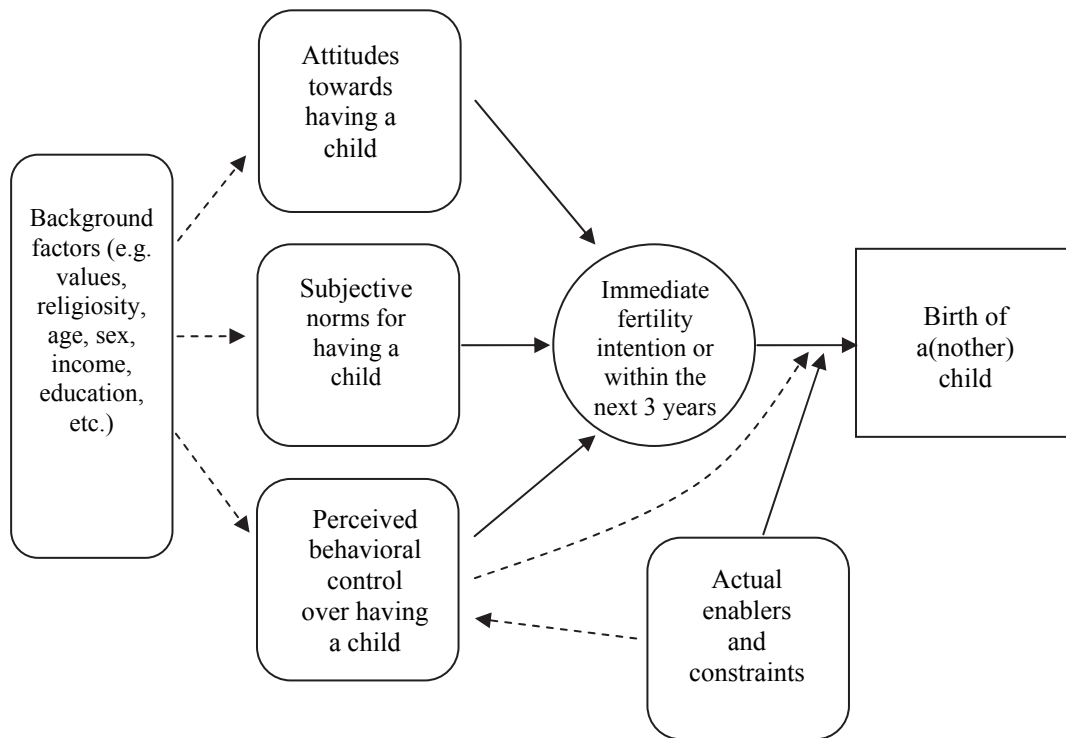 Attitudes
towards
having a
child
Background
factors (e.g.
values,
religiosity,
age, sex,
income,
education,
etc.)
Subjective
norms for
having a
child
Immediate
fertility
intention or
within the
next 3 years
Birth of
a(nother)
child
Perceived
behavioral
control
over having
a child
Actual
enablers
and
constraints